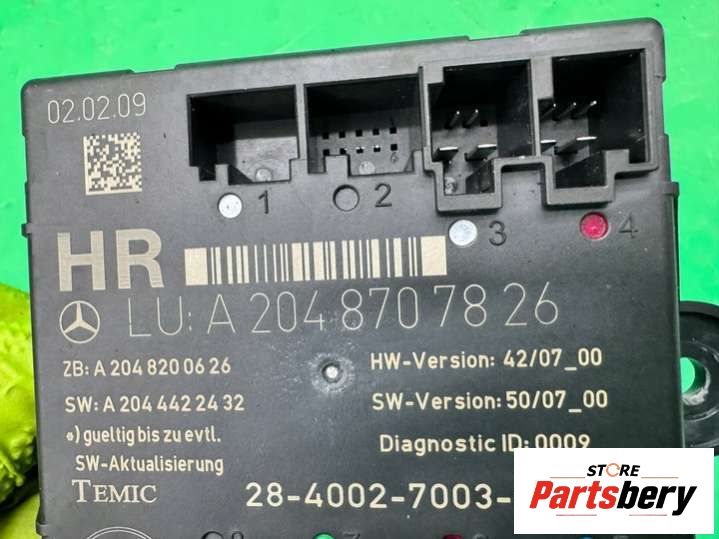 02.02.09
1
2
3
4
HR
LU: A 204 870 78 26
ZB: A 204 820 06 26
HW-Version: 42/07_00
SW: A 204 442 24 32
SW-Version: 50/07_00
*) gueltig bis zu evtl.
Diagnostic ID: 0009
SW-Aktualisierung
TEMIC
28-4002-7003-
STORE
Partsbery